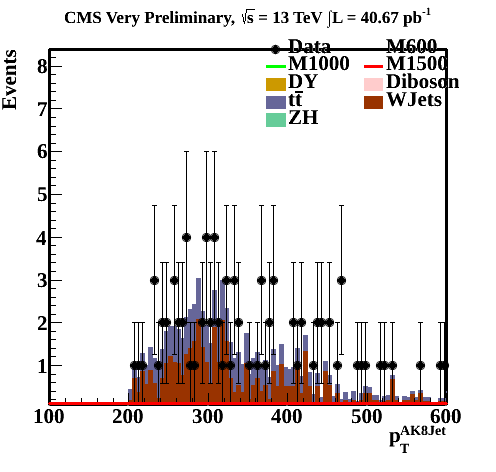 CMS Very Preliminary, √s = 13 TeV ∫L = 40.67 pb⁻¹
Events
Data M600
M1000 M1500
DY Diboson
tt̄ WJets
ZH
8
7
6
5
4
3
2
1
100 200 300 400 500 600
p_T^AK8Jet